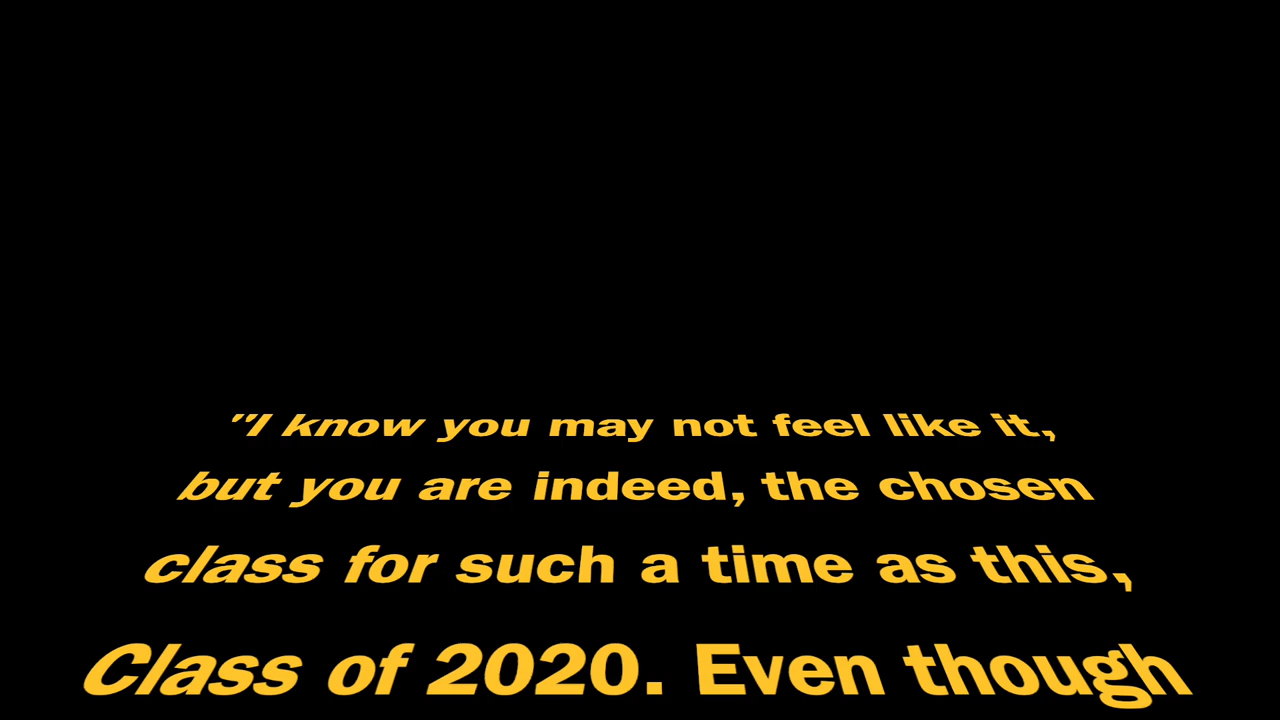 "I know you may not feel like it,
but you are indeed, the chosen
class for such a time as this,
Class of 2020. Even though